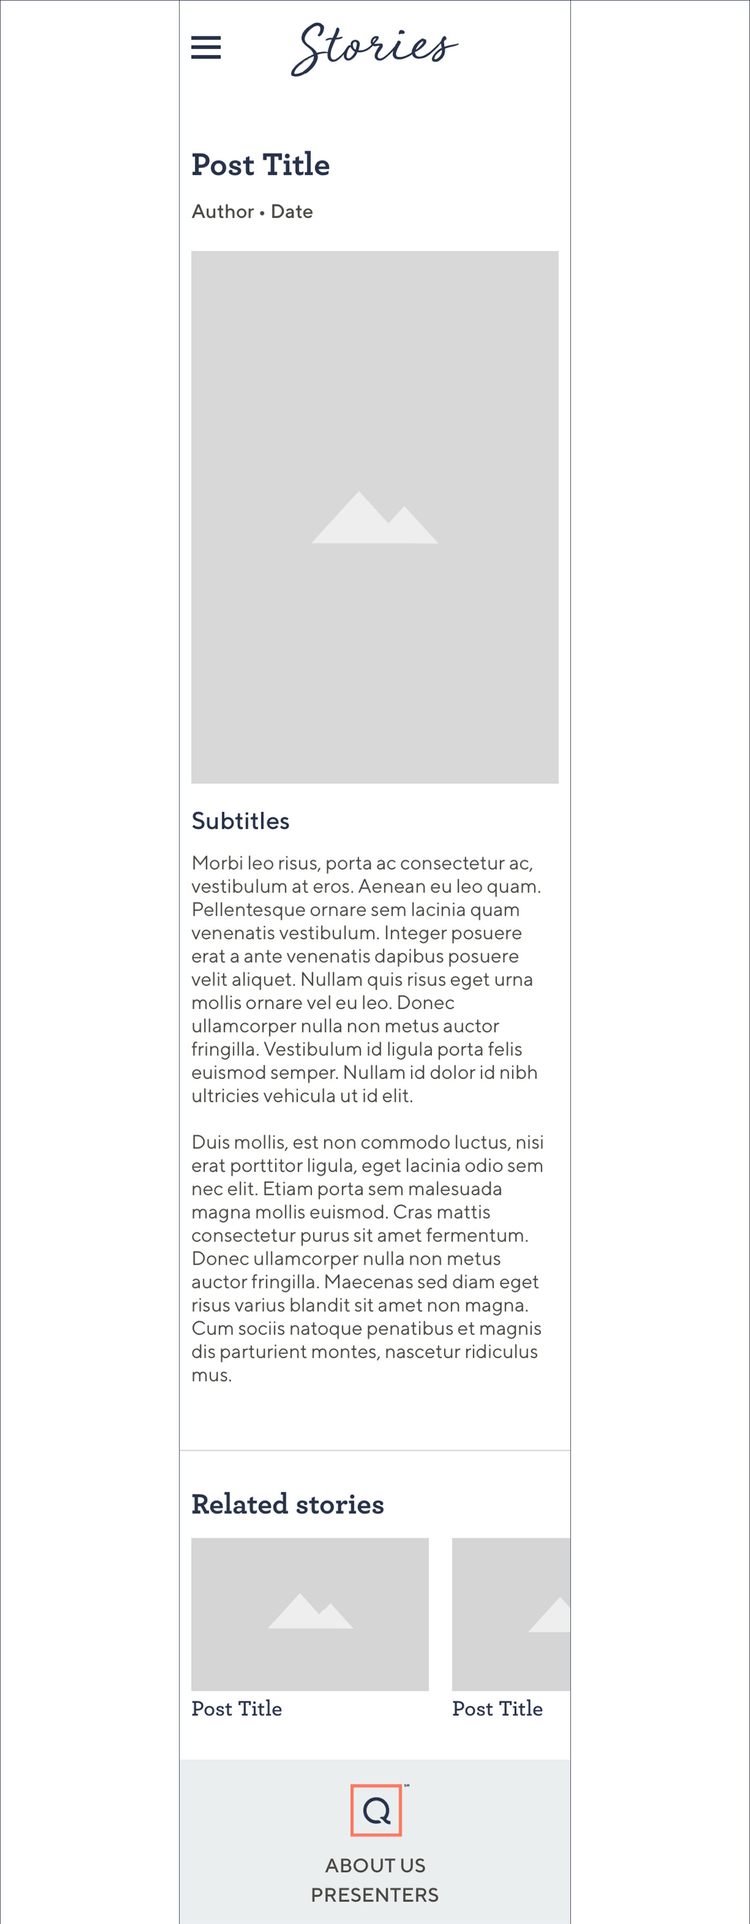 Stories
Post Title
Author • Date
Subtitles
Morbi leo risus, porta ac consectetur ac,
vestibulum at eros. Aenean eu leo quam.
Pellentesque ornare sem lacinia quam
venenatis vestibulum. Integer posuere
erat a ante venenatis dapibus posuere
velit aliquet. Nullam quis risus eget urna
mollis ornare vel eu leo. Donec
ullamcorper nulla non metus auctor
fringilla. Vestibulum id ligula porta felis
euismod semper. Nullam id dolor id nibh
ultricies vehicula ut id elit.
Duis mollis, est non commodo luctus, nisi
erat porttitor ligula, eget lacinia odio sem
nec elit. Etiam porta sem malesuada
magna mollis euismod. Cras mattis
consectetur purus sit amet fermentum.
Donec ullamcorper nulla non metus
auctor fringilla. Maecenas sed diam eget
risus varius blandit sit amet non magna.
Cum sociis natoque penatibus et magnis
dis parturient montes, nascetur ridiculus
mus.
Related stories
Post Title
Post Title
Q
ABOUT US
PRESENTERS